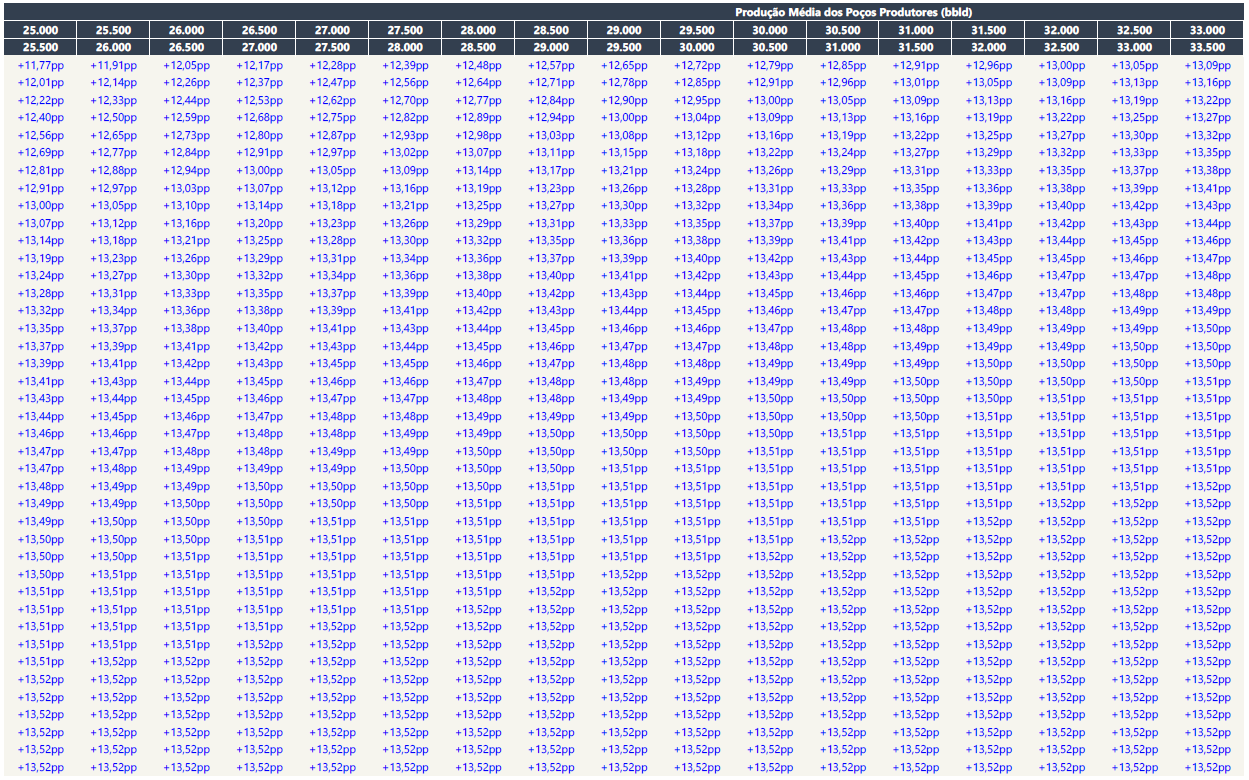 Produção Média dos Poços Produtores (bbld)
25.000 25.500 26.000 26.500 27.000 27.500 28.000 28.500 29.000 29.500 30.000 30.500 31.000 31.500 32.000 32.500 33.000
25.500 26.000 26.500 27.000 27.500 28.000 28.500 29.000 29.500 30.000 30.500 31.000 31.500 32.000 32.500 33.000 33.500
+11,77pp +11,91pp +12,05pp +12,17pp +12,28pp +12,39pp +12,48pp +12,57pp +12,65pp +12,72pp +12,79pp +12,85pp +12,91pp +12,96pp +13,00pp +13,05pp +13,09pp
+12,01pp +12,14pp +12,26pp +12,37pp +12,47pp +12,56pp +12,64pp +12,71pp +12,78pp +12,85pp +12,91pp +12,96pp +13,01pp +13,05pp +13,09pp +13,13pp +13,16pp
+12,22pp +12,33pp +12,44pp +12,53pp +12,62pp +12,70pp +12,77pp +12,84pp +12,90pp +12,95pp +13,00pp +13,05pp +13,09pp +13,13pp +13,16pp +13,19pp +13,22pp
+12,40pp +12,50pp +12,59pp +12,68pp +12,75pp +12,82pp +12,89pp +12,94pp +13,00pp +13,04pp +13,09pp +13,13pp +13,16pp +13,19pp +13,22pp +13,25pp +13,27pp
+12,56pp +12,65pp +12,73pp +12,80pp +12,87pp +12,93pp +12,98pp +13,03pp +13,08pp +13,12pp +13,16pp +13,19pp +13,22pp +13,25pp +13,27pp +13,30pp +13,32pp
+12,69pp +12,77pp +12,84pp +12,91pp +12,97pp +13,02pp +13,07pp +13,11pp +13,15pp +13,18pp +13,22pp +13,24pp +13,27pp +13,29pp +13,32pp +13,33pp +13,35pp
+12,81pp +12,88pp +12,94pp +13,00pp +13,05pp +13,09pp +13,14pp +13,17pp +13,21pp +13,24pp +13,26pp +13,29pp +13,31pp +13,33pp +13,35pp +13,37pp +13,38pp
+12,91pp +12,97pp +13,03pp +13,07pp +13,12pp +13,16pp +13,19pp +13,23pp +13,26pp +13,28pp +13,31pp +13,33pp +13,35pp +13,36pp +13,38pp +13,39pp +13,41pp
+13,00pp +13,05pp +13,10pp +13,14pp +13,18pp +13,21pp +13,25pp +13,27pp +13,30pp +13,32pp +13,34pp +13,36pp +13,38pp +13,39pp +13,40pp +13,42pp +13,43pp
+13,07pp +13,12pp +13,16pp +13,20pp +13,23pp +13,26pp +13,29pp +13,31pp +13,33pp +13,35pp +13,37pp +13,39pp +13,40pp +13,41pp +13,42pp +13,43pp +13,44pp
+13,14pp +13,18pp +13,21pp +13,25pp +13,28pp +13,30pp +13,32pp +13,35pp +13,36pp +13,38pp +13,39pp +13,41pp +13,42pp +13,43pp +13,44pp +13,45pp +13,46pp
+13,19pp +13,23pp +13,26pp +13,29pp +13,31pp +13,34pp +13,36pp +13,37pp +13,39pp +13,40pp +13,42pp +13,43pp +13,44pp +13,45pp +13,45pp +13,46pp +13,47pp
+13,24pp +13,27pp +13,30pp +13,32pp +13,34pp +13,36pp +13,38pp +13,40pp +13,41pp +13,42pp +13,43pp +13,44pp +13,45pp +13,46pp +13,47pp +13,47pp +13,48pp
+13,28pp +13,31pp +13,33pp +13,35pp +13,37pp +13,39pp +13,40pp +13,42pp +13,43pp +13,44pp +13,45pp +13,46pp +13,46pp +13,47pp +13,47pp +13,48pp +13,48pp
+13,32pp +13,34pp +13,36pp +13,38pp +13,39pp +13,41pp +13,42pp +13,43pp +13,44pp +13,45pp +13,46pp +13,47pp +13,47pp +13,48pp +13,48pp +13,49pp +13,49pp
+13,35pp +13,37pp +13,38pp +13,40pp +13,41pp +13,43pp +13,44pp +13,45pp +13,46pp +13,46pp +13,47pp +13,48pp +13,48pp +13,49pp +13,49pp +13,49pp +13,50pp
+13,37pp +13,39pp +13,41pp +13,42pp +13,43pp +13,44pp +13,45pp +13,46pp +13,47pp +13,47pp +13,48pp +13,48pp +13,49pp +13,49pp +13,49pp +13,50pp +13,50pp
+13,39pp +13,41pp +13,42pp +13,43pp +13,45pp +13,45pp +13,46pp +13,47pp +13,48pp +13,48pp +13,49pp +13,49pp +13,49pp +13,50pp +13,50pp +13,50pp +13,50pp
+13,41pp +13,43pp +13,44pp +13,45pp +13,46pp +13,46pp +13,47pp +13,48pp +13,48pp +13,49pp +13,49pp +13,49pp +13,50pp +13,50pp +13,50pp +13,50pp +13,51pp
+13,43pp +13,44pp +13,45pp +13,46pp +13,47pp +13,47pp +13,48pp +13,48pp +13,49pp +13,49pp +13,50pp +13,50pp +13,50pp +13,50pp +13,51pp +13,51pp +13,51pp
+13,44pp +13,45pp +13,46pp +13,47pp +13,48pp +13,48pp +13,49pp +13,49pp +13,49pp +13,50pp +13,50pp +13,50pp +13,50pp +13,51pp +13,51pp +13,51pp +13,51pp
+13,46pp +13,46pp +13,47pp +13,48pp +13,48pp +13,49pp +13,49pp +13,50pp +13,50pp +13,50pp +13,50pp +13,51pp +13,51pp +13,51pp +13,51pp +13,51pp +13,51pp
+13,47pp +13,47pp +13,48pp +13,48pp +13,49pp +13,49pp +13,50pp +13,50pp +13,50pp +13,50pp +13,51pp +13,51pp +13,51pp +13,51pp +13,51pp +13,51pp +13,51pp
+13,47pp +13,48pp +13,49pp +13,49pp +13,49pp +13,50pp +13,50pp +13,50pp +13,51pp +13,51pp +13,51pp +13,51pp +13,51pp +13,51pp +13,51pp +13,51pp +13,51pp
+13,48pp +13,49pp +13,49pp +13,50pp +13,50pp +13,50pp +13,50pp +13,51pp +13,51pp +13,51pp +13,51pp +13,51pp +13,51pp +13,51pp +13,51pp +13,51pp +13,52pp
+13,49pp +13,49pp +13,50pp +13,50pp +13,50pp +13,50pp +13,51pp +13,51pp +13,51pp +13,51pp +13,51pp +13,51pp +13,51pp +13,51pp +13,52pp +13,52pp +13,52pp
+13,49pp +13,50pp +13,50pp +13,50pp +13,51pp +13,51pp +13,51pp +13,51pp +13,51pp +13,51pp +13,51pp +13,51pp +13,51pp +13,52pp +13,52pp +13,52pp +13,52pp
+13,50pp +13,50pp +13,50pp +13,51pp +13,51pp +13,51pp +13,51pp +13,51pp +13,51pp +13,51pp +13,51pp +13,52pp +13,52pp +13,52pp +13,52pp +13,52pp +13,52pp
+13,50pp +13,50pp +13,51pp +13,51pp +13,51pp +13,51pp +13,51pp +13,51pp +13,51pp +13,51pp +13,52pp +13,52pp +13,52pp +13,52pp +13,52pp +13,52pp +13,52pp
+13,50pp +13,51pp +13,51pp +13,51pp +13,51pp +13,51pp +13,51pp +13,51pp +13,52pp +13,52pp +13,52pp +13,52pp +13,52pp +13,52pp +13,52pp +13,52pp +13,52pp
+13,51pp +13,51pp +13,51pp +13,51pp +13,51pp +13,51pp +13,51pp +13,52pp +13,52pp +13,52pp +13,52pp +13,52pp +13,52pp +13,52pp +13,52pp +13,52pp +13,52pp
+13,51pp +13,51pp +13,51pp +13,51pp +13,51pp +13,51pp +13,52pp +13,52pp +13,52pp +13,52pp +13,52pp +13,52pp +13,52pp +13,52pp +13,52pp +13,52pp +13,52pp
+13,51pp +13,51pp +13,51pp +13,51pp +13,52pp +13,52pp +13,52pp +13,52pp +13,52pp +13,52pp +13,52pp +13,52pp +13,52pp +13,52pp +13,52pp +13,52pp +13,52pp
+13,51pp +13,51pp +13,51pp +13,52pp +13,52pp +13,52pp +13,52pp +13,52pp +13,52pp +13,52pp +13,52pp +13,52pp +13,52pp +13,52pp +13,52pp +13,52pp +13,52pp
+13,51pp +13,52pp +13,52pp +13,52pp +13,52pp +13,52pp +13,52pp +13,52pp +13,52pp +13,52pp +13,52pp +13,52pp +13,52pp +13,52pp +13,52pp +13,52pp +13,52pp
+13,52pp +13,52pp +13,52pp +13,52pp +13,52pp +13,52pp +13,52pp +13,52pp +13,52pp +13,52pp +13,52pp +13,52pp +13,52pp +13,52pp +13,52pp +13,52pp +13,52pp
+13,52pp +13,52pp +13,52pp +13,52pp +13,52pp +13,52pp +13,52pp +13,52pp +13,52pp +13,52pp +13,52pp +13,52pp +13,52pp +13,52pp +13,52pp +13,52pp +13,52pp
+13,52pp +13,52pp +13,52pp +13,52pp +13,52pp +13,52pp +13,52pp +13,52pp +13,52pp +13,52pp +13,52pp +13,52pp +13,52pp +13,52pp +13,52pp +13,52pp +13,52pp
+13,52pp +13,52pp +13,52pp +13,52pp +13,52pp +13,52pp +13,52pp +13,52pp +13,52pp +13,52pp +13,52pp +13,52pp +13,52pp +13,52pp +13,52pp +13,52pp +13,52pp
+13,52pp +13,52pp +13,52pp +13,52pp +13,52pp +13,52pp +13,52pp +13,52pp +13,52pp +13,52pp +13,52pp +13,52pp +13,52pp +13,52pp +13,52pp +13,52pp +13,52pp
+13,52pp +13,52pp +13,52pp +13,52pp +13,52pp +13,52pp +13,52pp +13,52pp +13,52pp +13,52pp +13,52pp +13,52pp +13,52pp +13,52pp +13,52pp +13,52pp +13,52pp